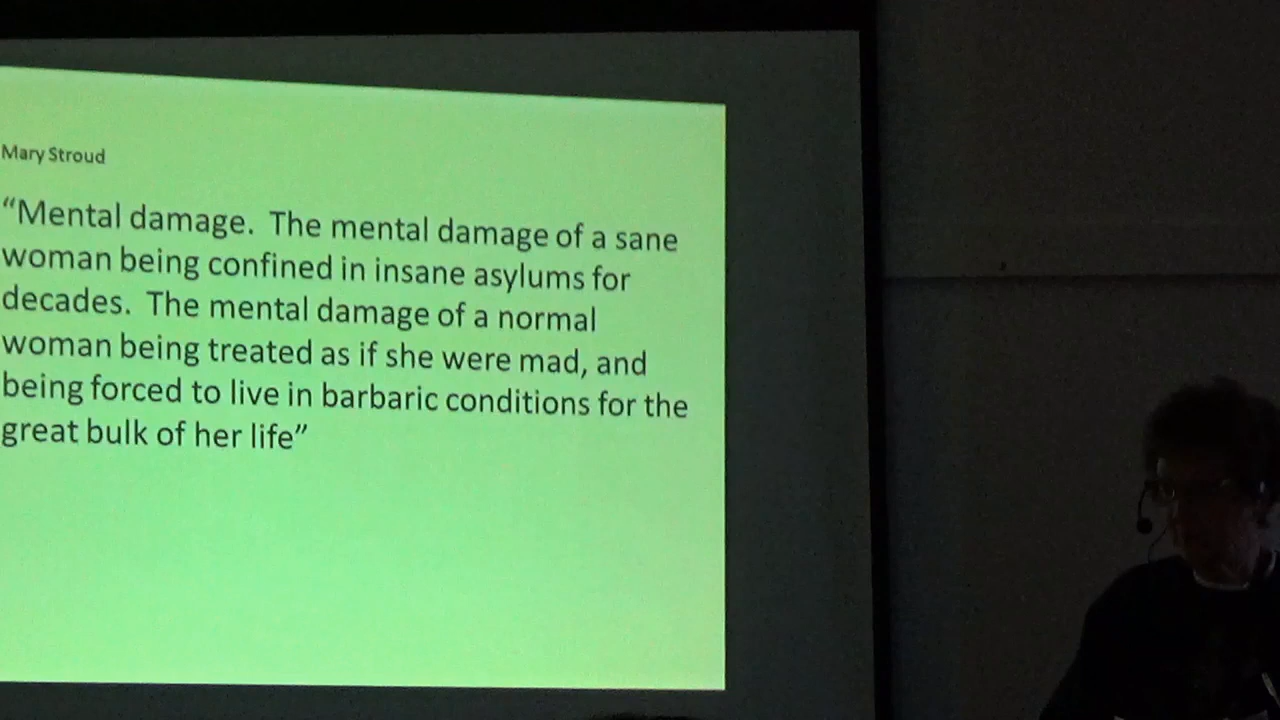 Mary Stroud
“Mental damage.  The mental damage of a sane
woman being confined in insane asylums for
decades.  The mental damage of a normal
woman being treated as if she were mad, and
being forced to live in barbaric conditions for the
great bulk of her life”